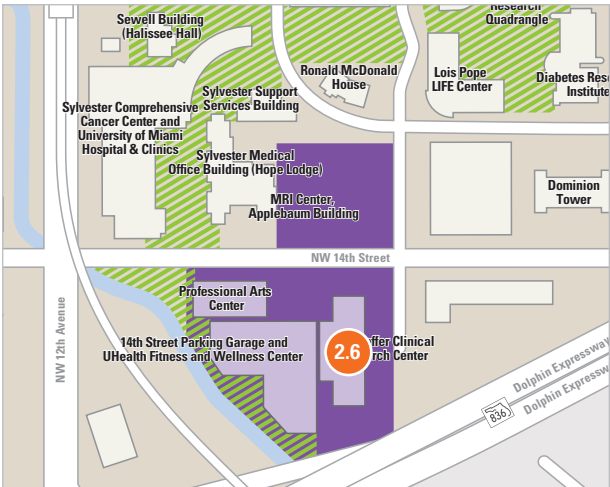 Sewell Building
(Halissee Hall)
Research
Quadrangle
Ronald McDonald
House
Lois Pope
LIFE Center
Diabetes Rese
Institute
Sylvester Support
Services Building
Sylvester Comprehensive
Cancer Center and
University of Miami
Hospital & Clinics
Sylvester Medical
Office Building (Hope Lodge)
MRI Center,
Applebaum Building
Dominion
Tower
NW 14th Street
Professional Arts
Center
NW 12th Avenue
14th Street Parking Garage and
UHealth Fitness and Wellness Center
2.6
ffer Clinical
rch Center
Dolphin Expressway
Dolphin Expressw
836